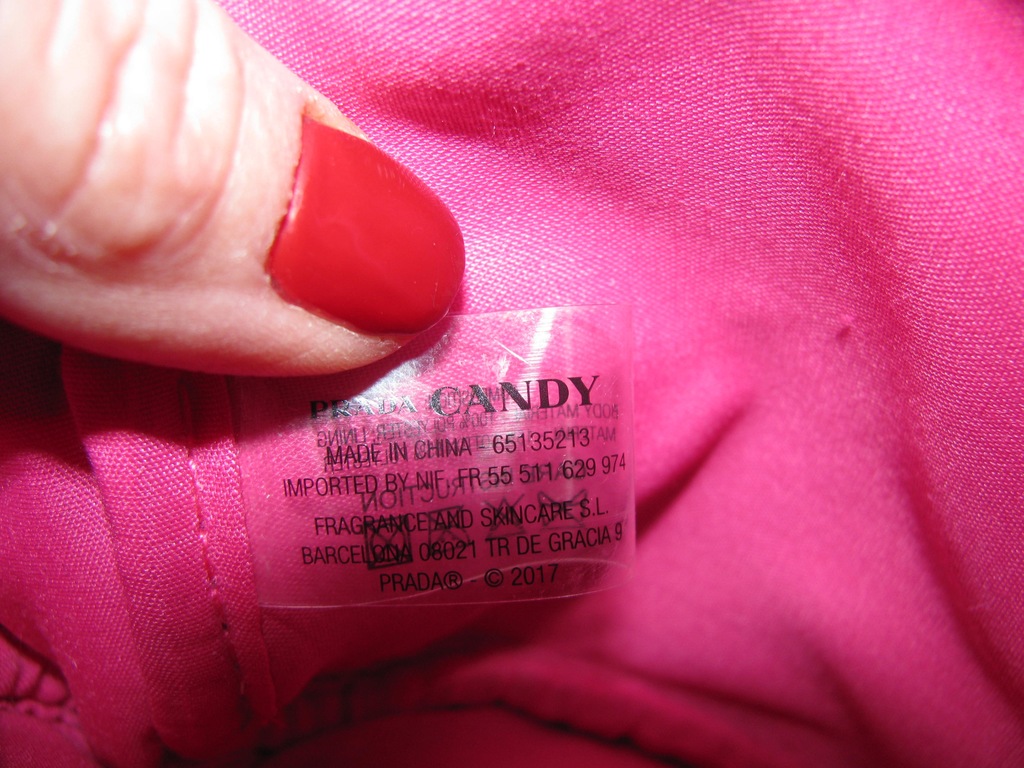 PRADA CANDY
MADE IN CHINA - 65135213
IMPORTED BY NIF. FR 55 511 629 974
FRAGRANCE AND SKINCARE S.L.
BARCELONA 08021 TR DE GRACIA 9
PRADA® - © 2017